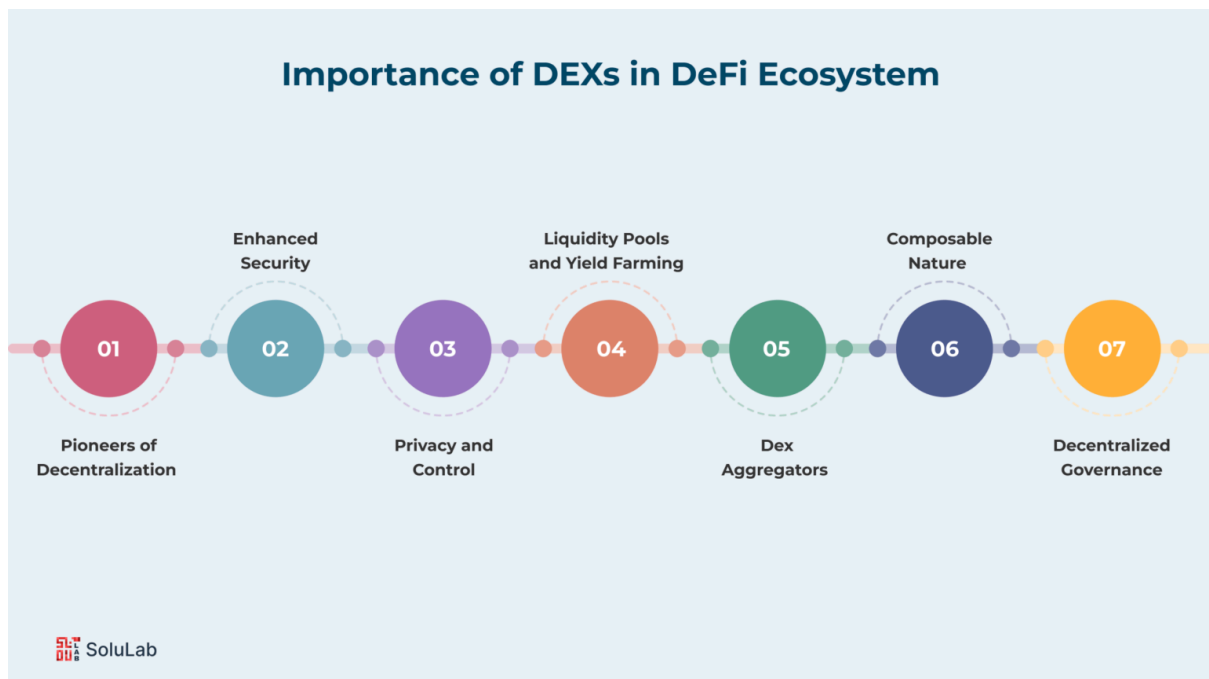 Importance of DEXs in DeFi Ecosystem
01
Pioneers of
Decentralization
Enhanced
Security
02
03
Privacy and
Control
Liquidity Pools
and Yield Farming
04
05
Dex
Aggregators
Composable
Nature
06
07
Decentralized
Governance
SoluLab